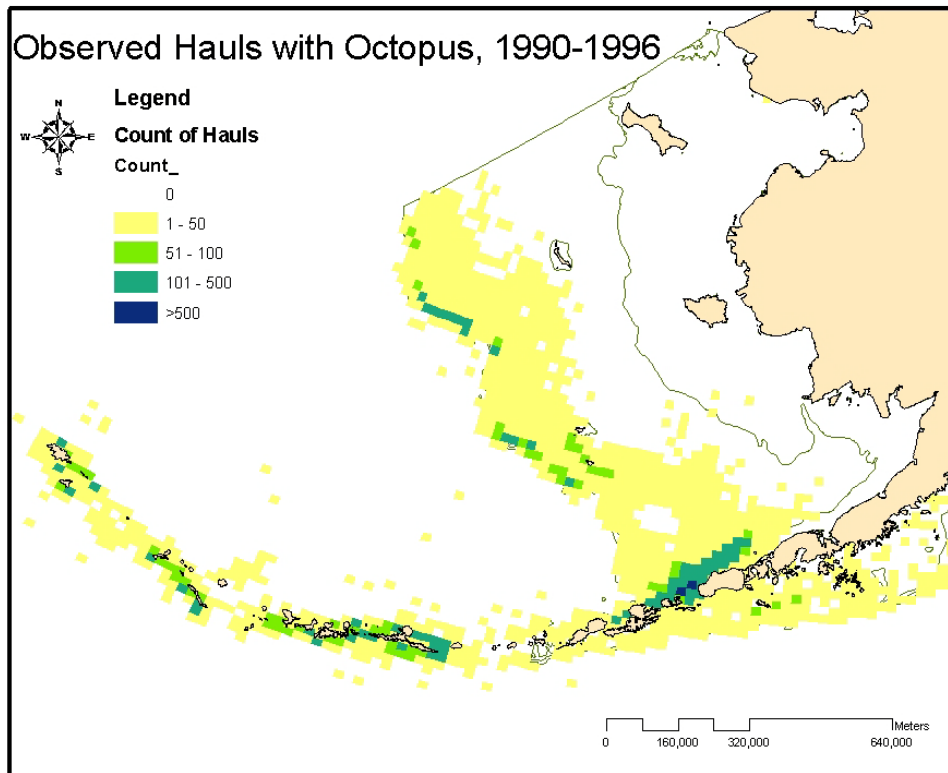 Observed Hauls with Octopus, 1990-1996
Legend
N
W E
S
Count of Hauls
Count_
0
1 - 50
51 - 100
101 - 500
>500
Meters
0 160,000 320,000 640,000